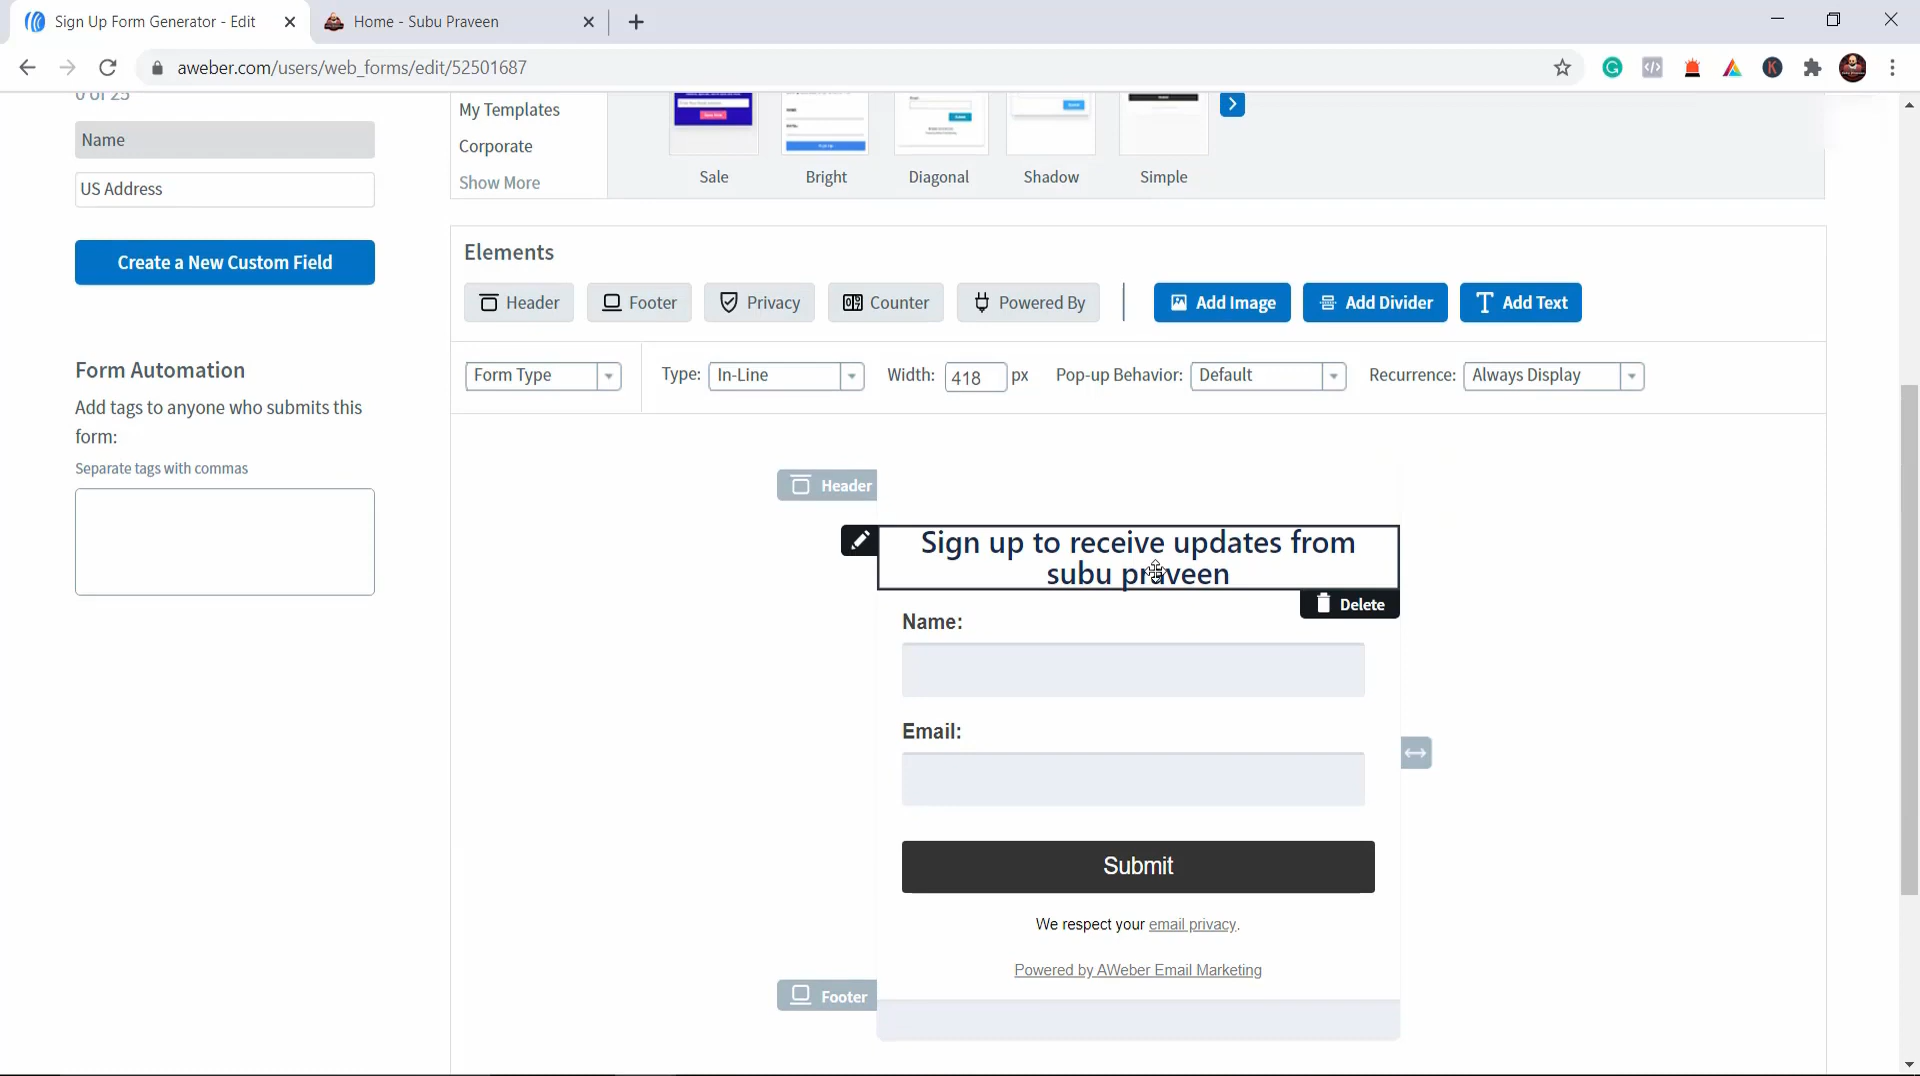 Sign Up Form Generator - Edit
Home - Subu Praveen
aweber.com/users/web_forms/edit/52501687
0 of 25
Name
US Address
Create a New Custom Field
Form Automation
Add tags to anyone who submits this
form:
Separate tags with commas
My Templates
Corporate
Show More
Sale
Bright
Diagonal
Shadow
Simple
Elements
Header
Footer
Privacy
Counter
Powered By
Add Image
Add Divider
Add Text
Form Type
Type: In-Line
Width: 418 px
Pop-up Behavior: Default
Recurrence: Always Display
Header
Sign up to receive updates from
subu praveen
Delete
Name:
Email:
Submit
We respect your email privacy.
Powered by AWeber Email Marketing
Footer